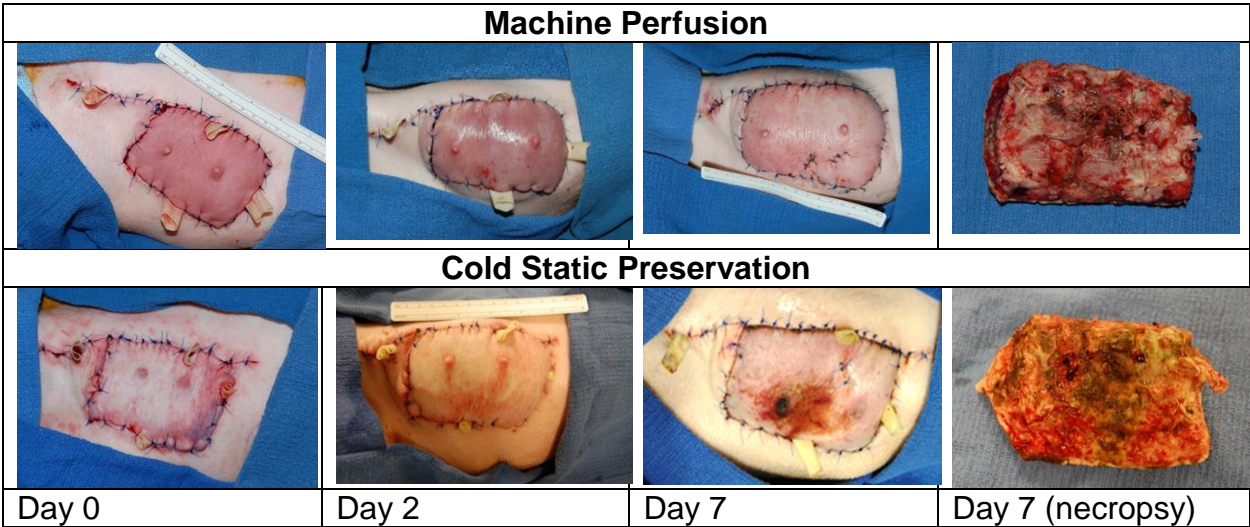 Machine Perfusion
Cold Static Preservation
Day 0
Day 2
Day 7
Day 7 (necropsy)